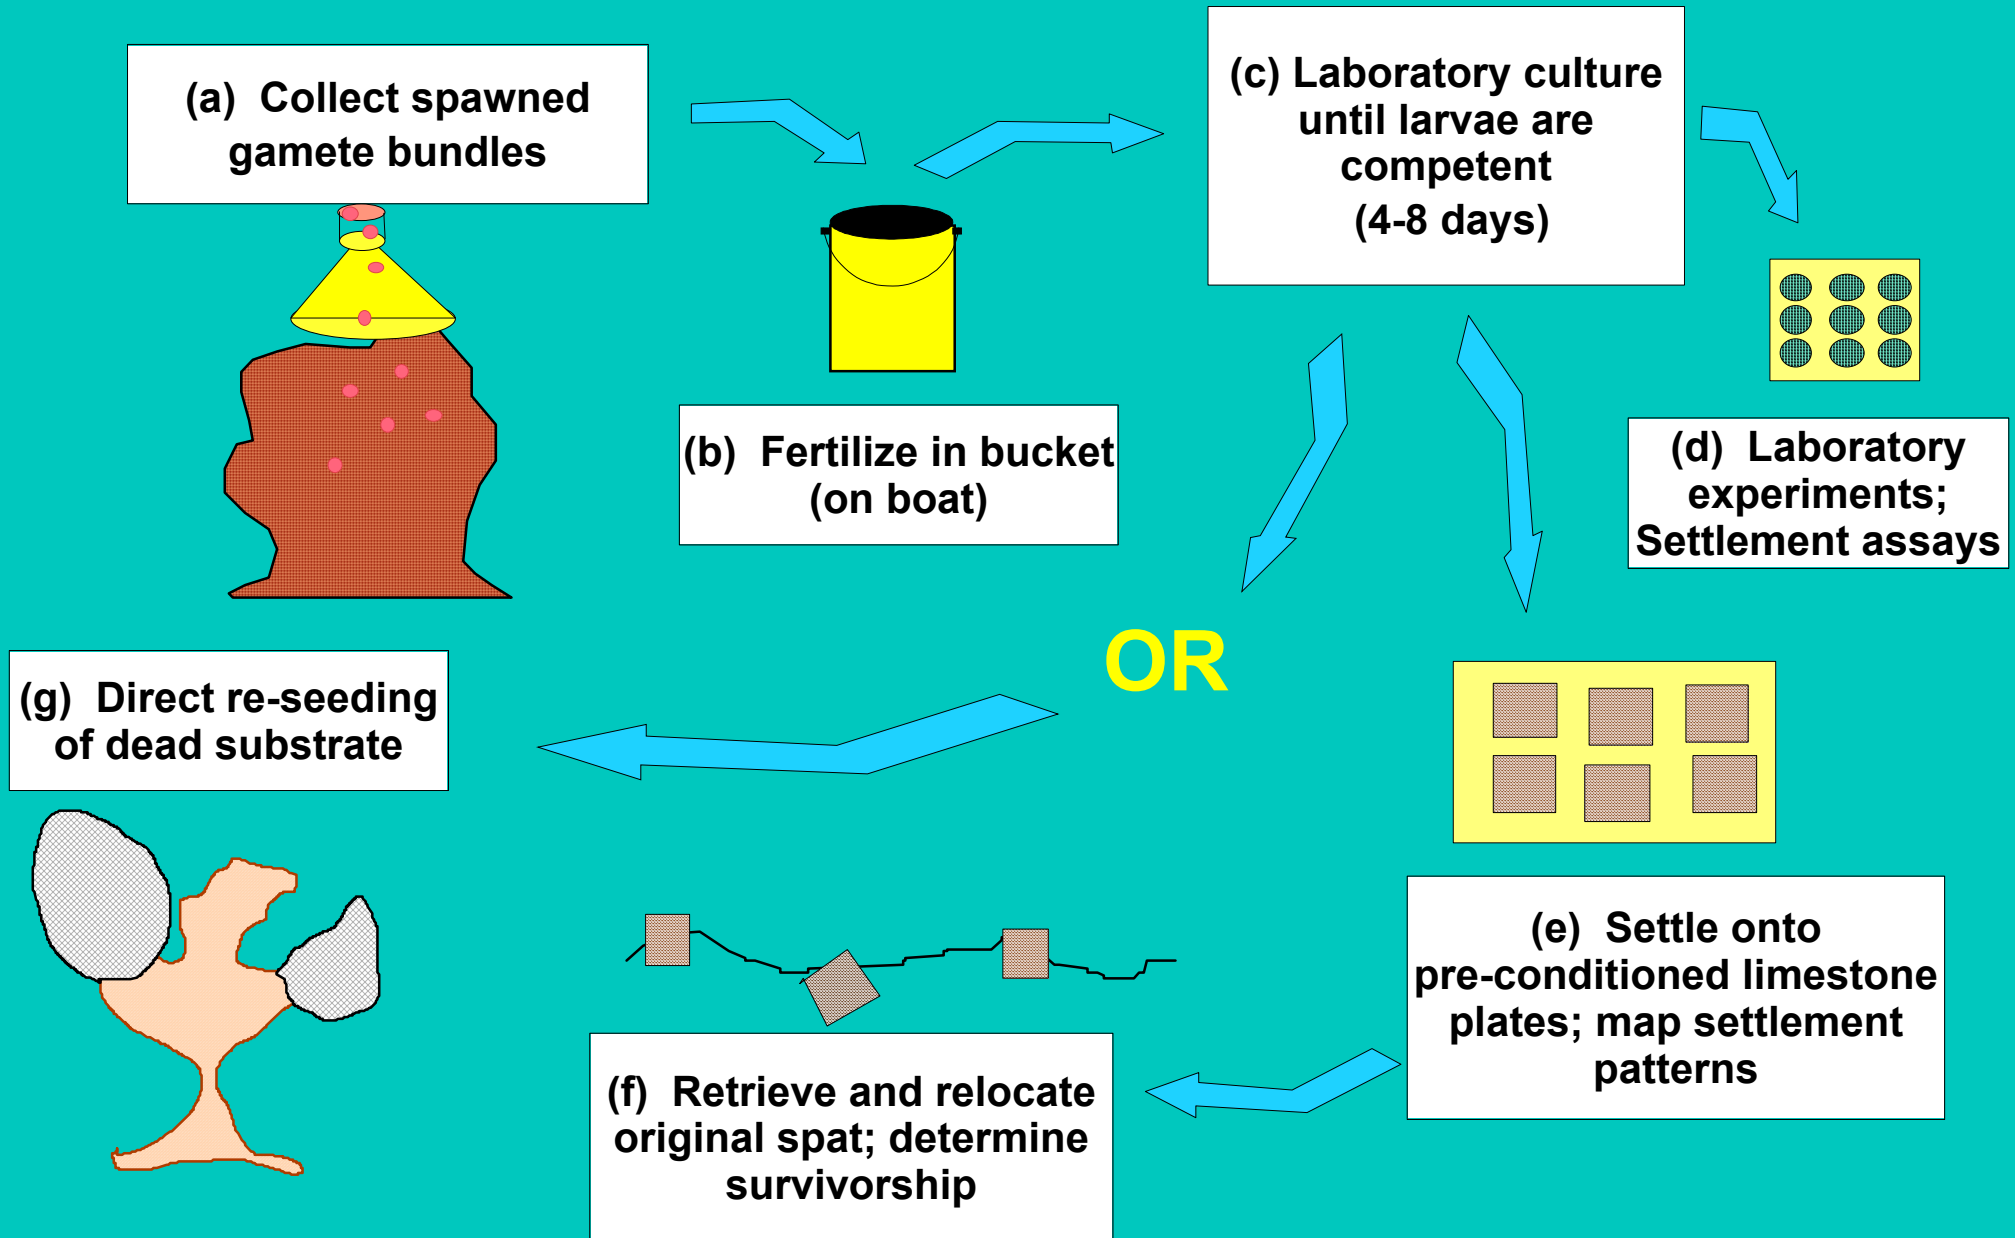 (a) Collect spawned
gamete bundles
(b) Fertilize in bucket
(on boat)
(c) Laboratory culture
until larvae are
competent
(4-8 days)
(d) Laboratory
experiments;
Settlement assays
OR
(e) Settle onto
pre-conditioned limestone
plates; map settlement
patterns
(f) Retrieve and relocate
original spat; determine
survivorship
(g) Direct re-seeding
of dead substrate